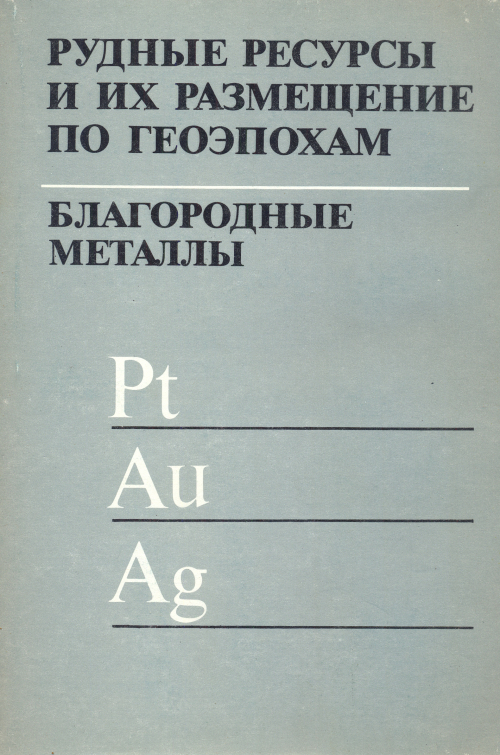 РУДНЫЕ РЕСУРСЫ
И ИХ РАЗМЕЩЕНИЕ
ПО ГЕОЭПОХАМ
БЛАГОРОДНЫЕ
МЕТАЛЛЫ
Pt
Au
Ag